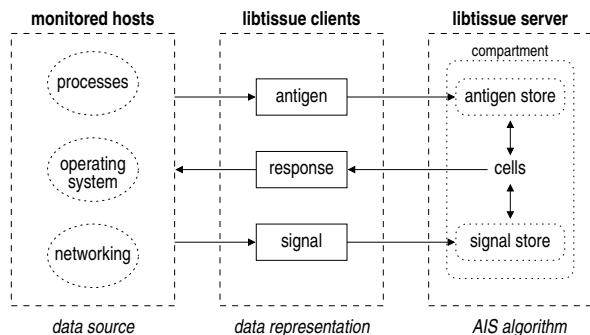 monitored hosts
libtissue clients
libtissue server
compartment
processes
antigen
antigen store
operating
system
response
cells
networking
signal
signal store
data source
data representation
AIS algorithm